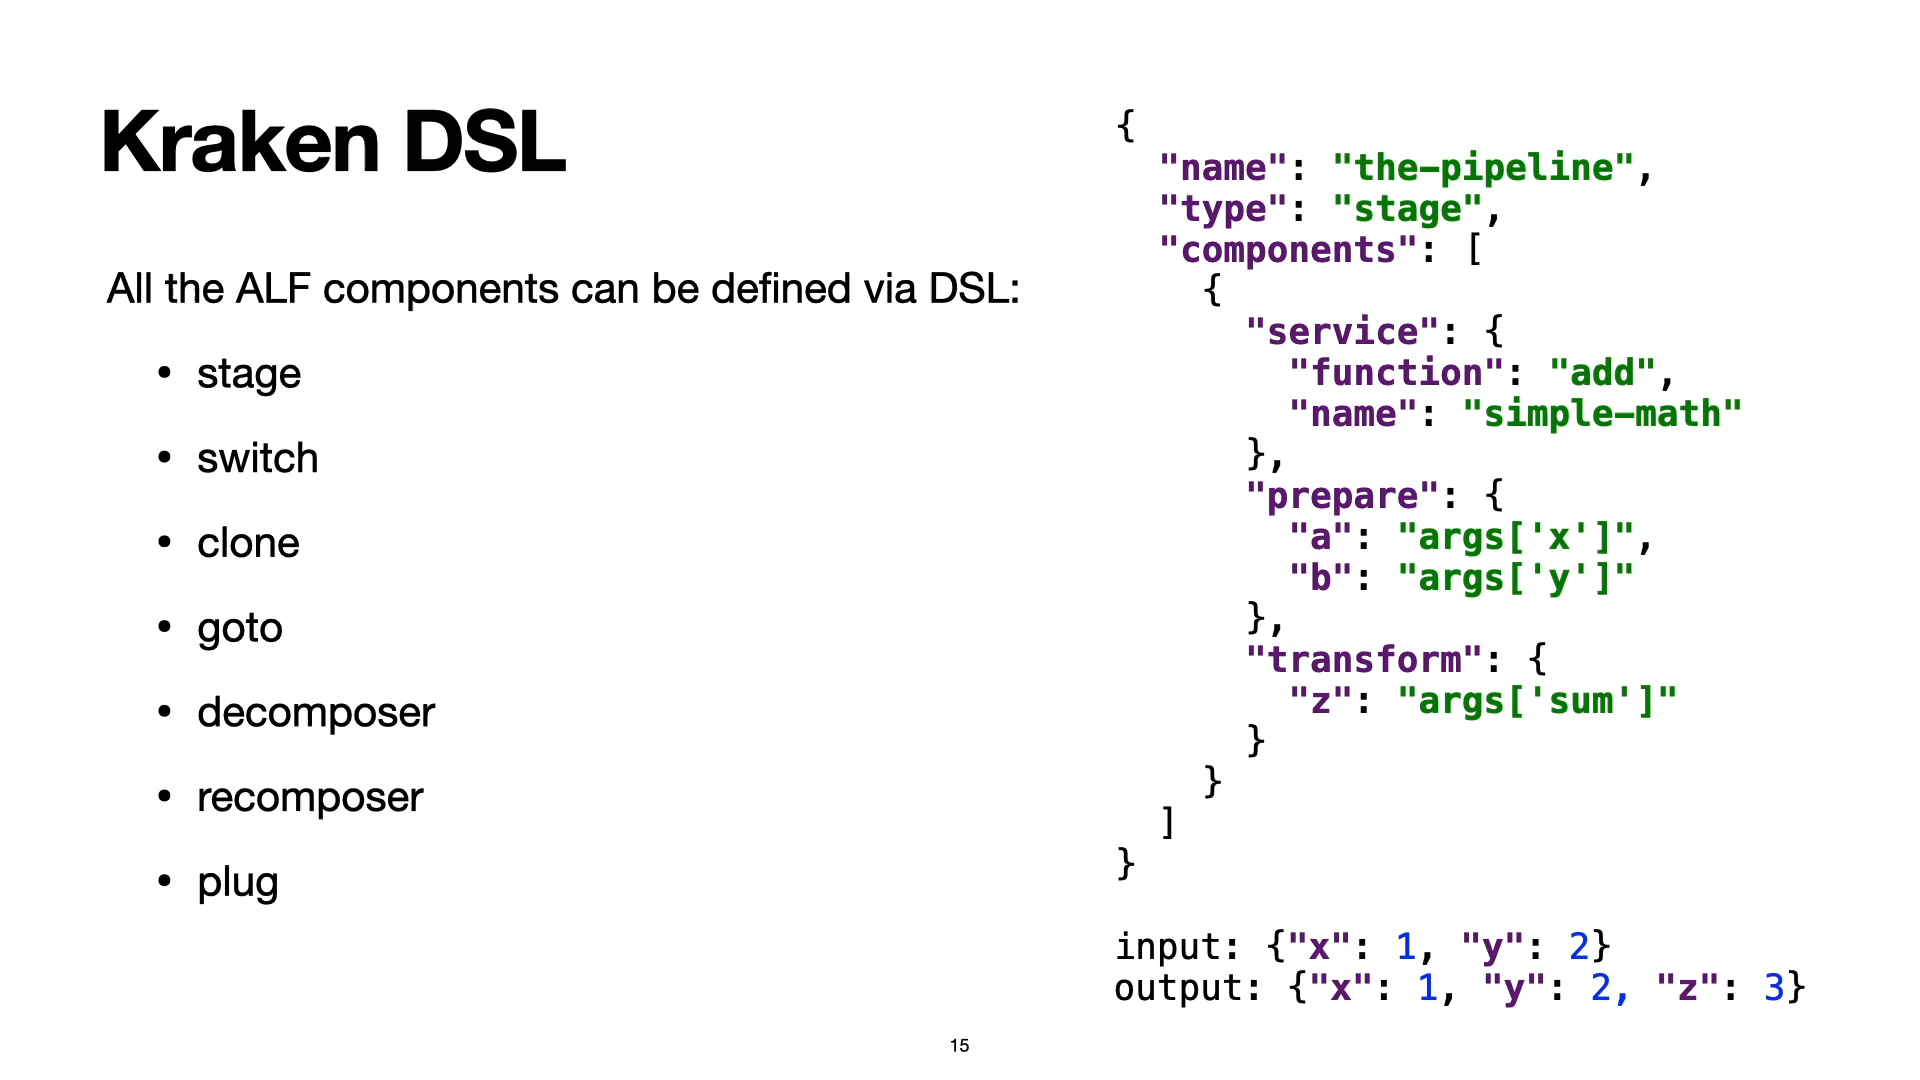 Kraken DSL
All the ALF components can be defined via DSL:
• stage
• switch
• clone
• goto
• decomposer
• recomposer
• plug
{
  "name": "the-pipeline",
  "type": "stage",
  "components": [
    {
      "service": {
        "function": "add",
        "name": "simple-math"
      },
      "prepare": {
        "a": "args['x']",
        "b": "args['y']"
      },
      "transform": {
        "z": "args['sum']"
      }
    }
  ]
}
input: {"x": 1, "y": 2}
output: {"x": 1, "y": 2, "z": 3}
15